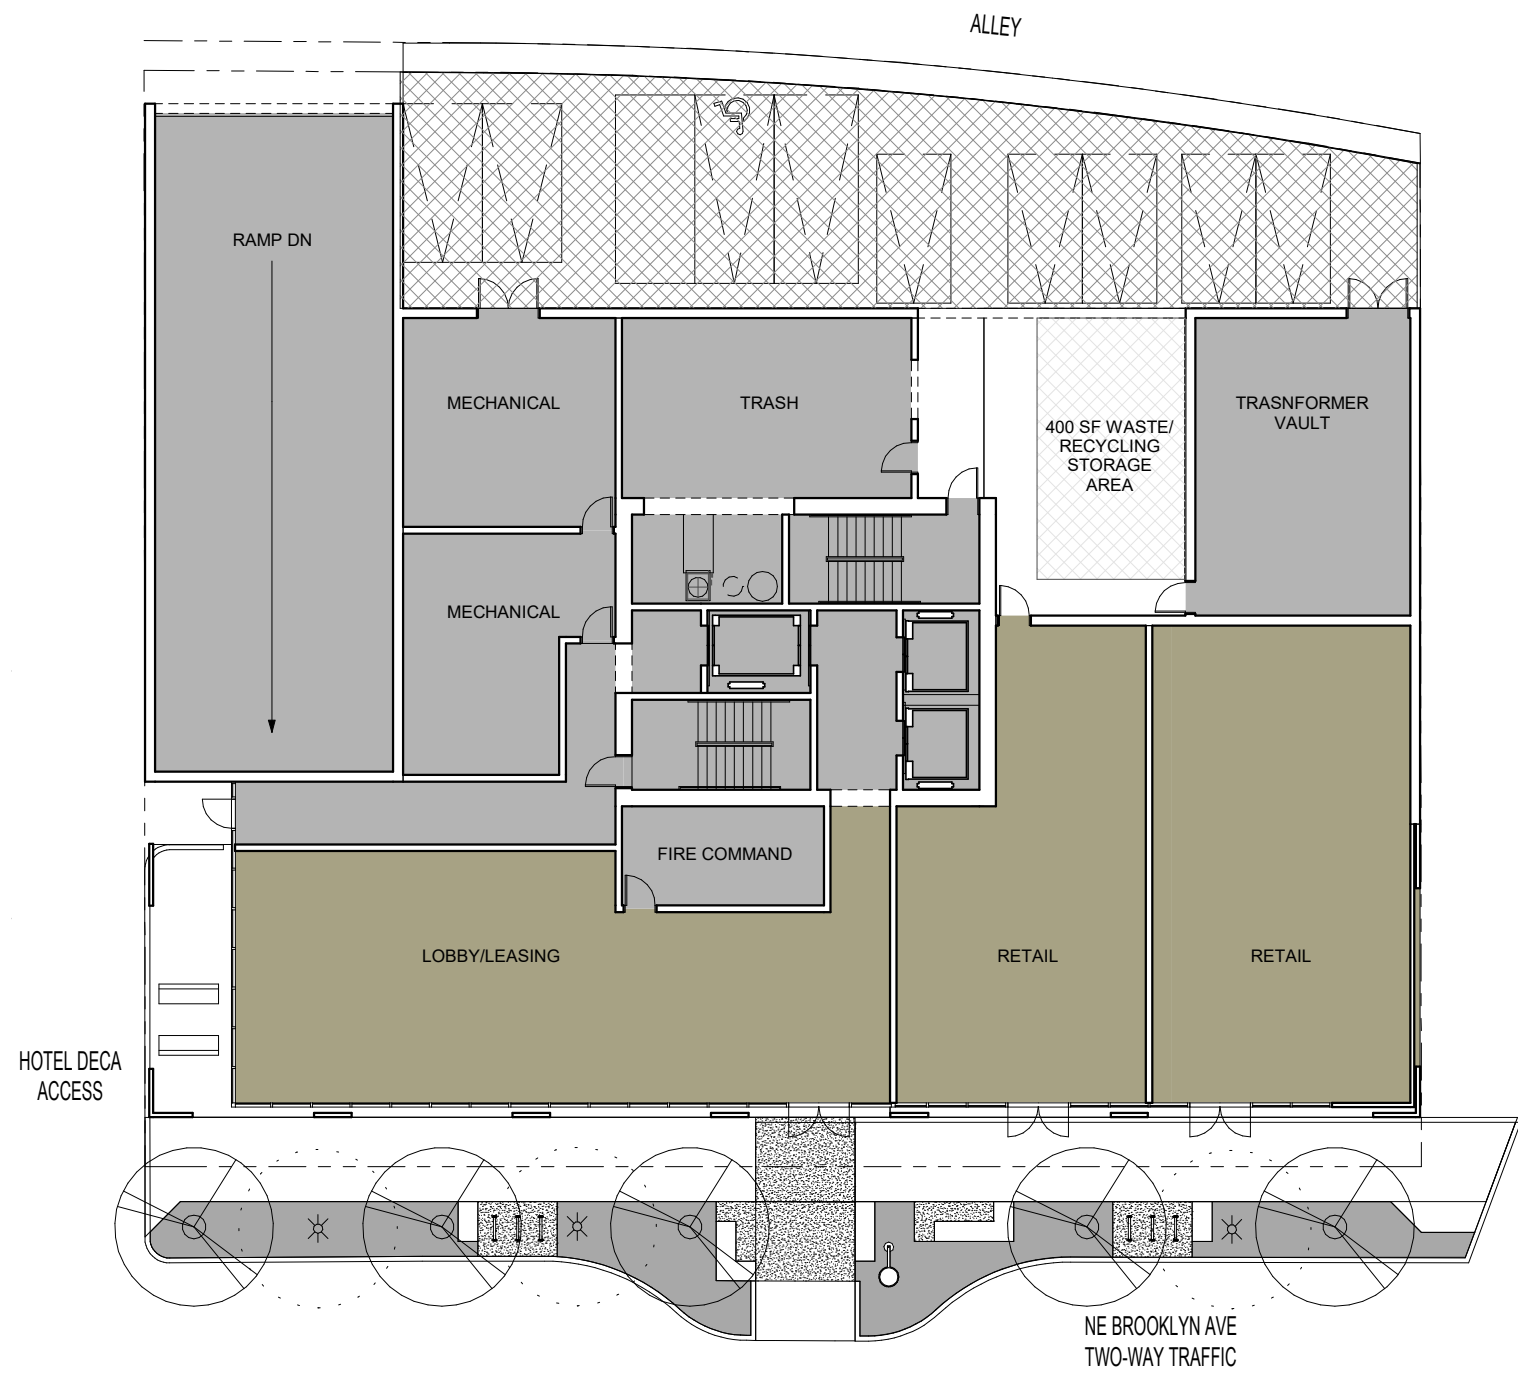 ALLEY
RAMP DN
MECHANICAL
TRASH
400 SF WASTE/
RECYCLING
STORAGE
AREA
TRASNFORMER
VAULT
MECHANICAL
FIRE COMMAND
LOBBY/LEASING
RETAIL
RETAIL
HOTEL DECA
ACCESS
NE BROOKLYN AVE
TWO-WAY TRAFFIC